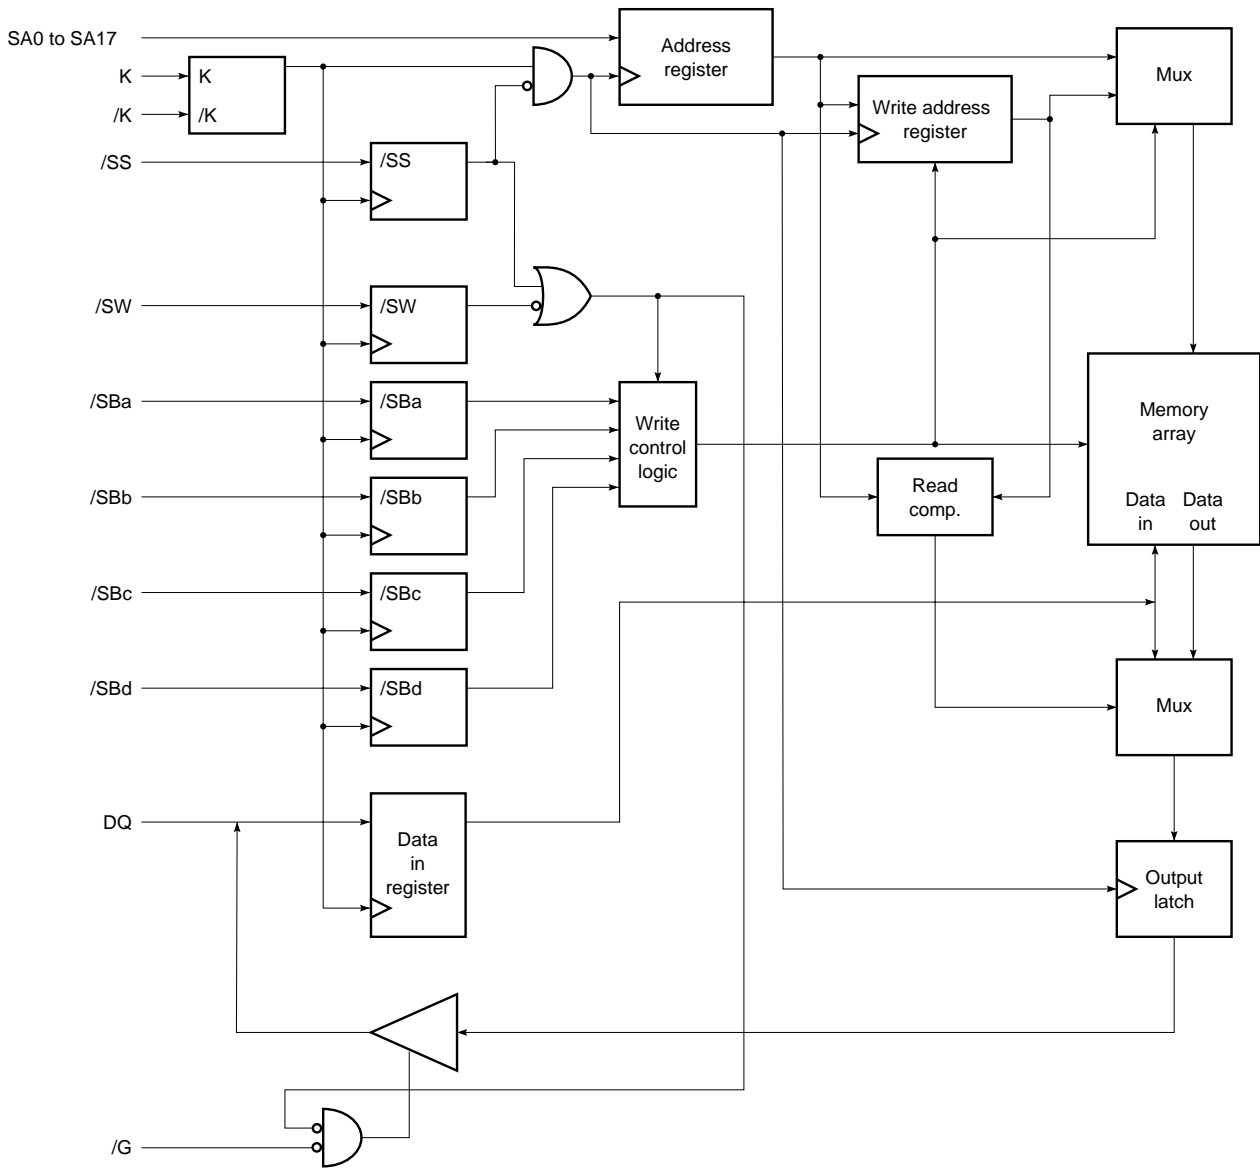 SA0 to SA17
Address
register
Mux
K
K
/K
/K
Write address
register
/SS
/SS
/SW
/SW
/SBa
/SBa
Write
control
logic
Memory
array
Data
in
Data
out
Read
comp.
/SBb
/SBb
/SBc
/SBc
/SBd
/SBd
Mux
DQ
Data
in
register
Output
latch
/G